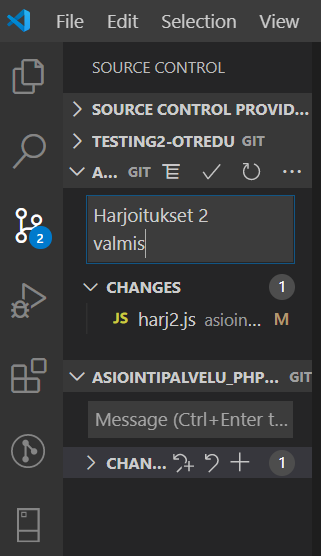 File Edit Selection View
SOURCE CONTROL
SOURCE CONTROL PROVID...
TESTING2-OTREDU GIT
A... GIT
Harjoitukset 2
valmis
CHANGES 1
JS harj2.js asioin... M
2
ASIOINTIPALVELU_PHP... GIT
Message (Ctrl+Enter t...
CHAN... 1